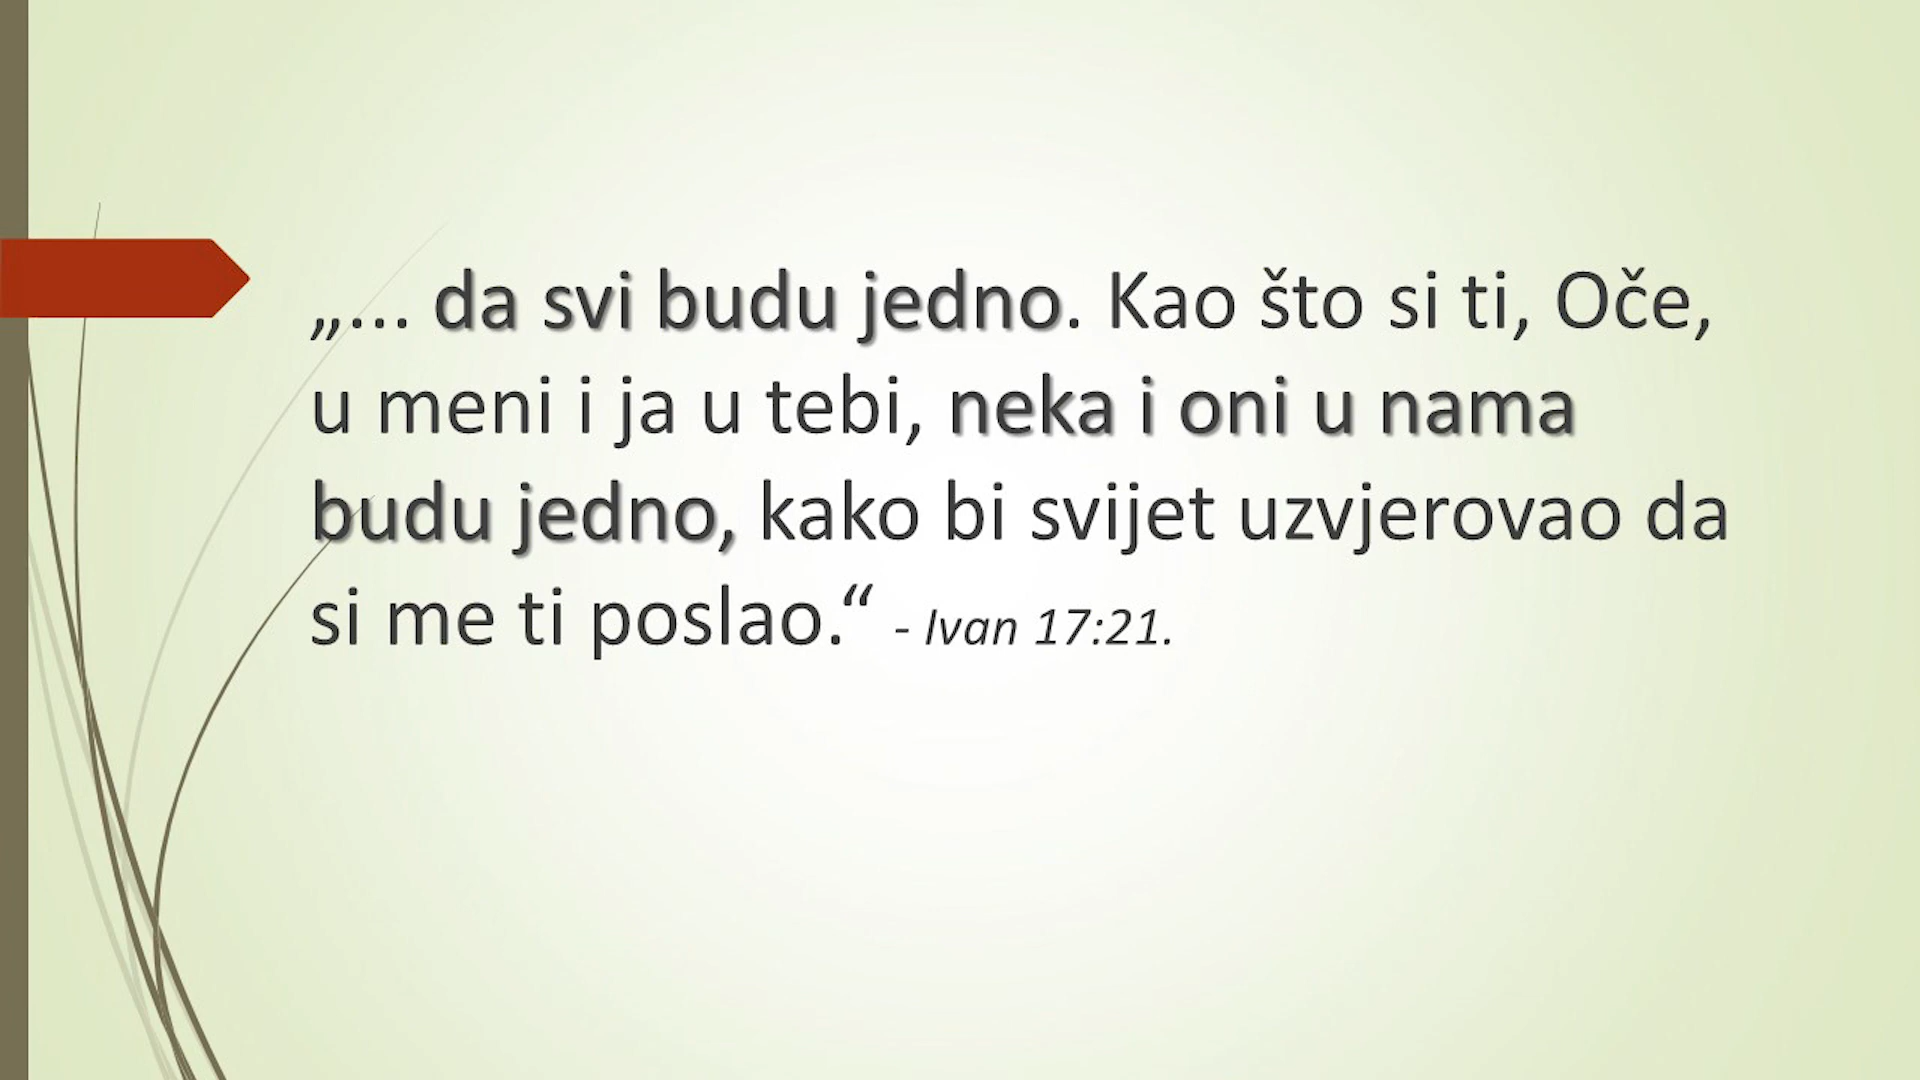 „... da svi budu jedno. Kao što si ti, Oče,
u meni i ja u tebi, neka i oni u nama
budu jedno, kako bi svijet uzvjerovao da
si me ti poslao.“ - Ivan 17:21.